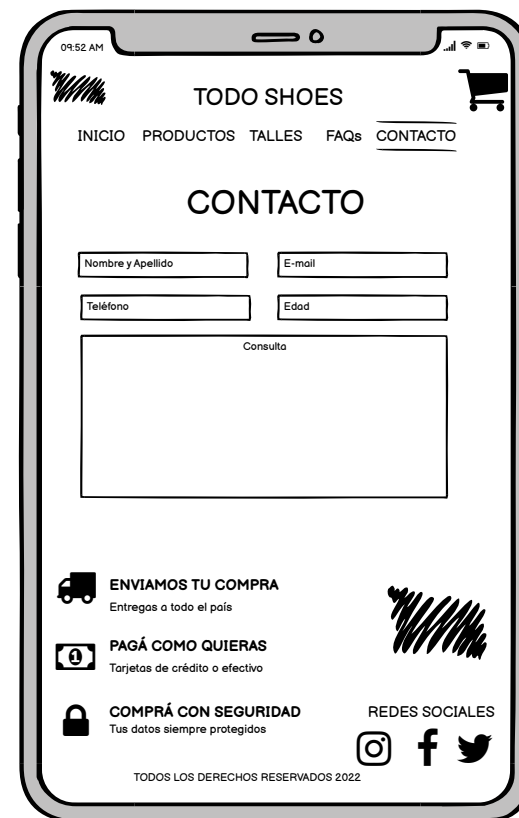 09:52 AM
TODO SHOES
INICIO PRODUCTOS TALLES FAQs CONTACTO
CONTACTO
Nombre y Apellido E-mail
Teléfono Edad
Consulta
ENVIAMOS TU COMPRA
Entregas a todo el país
PAGÁ COMO QUIERAS
1
Tarjetas de crédito o efectivo
COMPRÁ CON SEGURIDAD
Tus datos siempre protegidos
REDES SOCIALES
TODOS LOS DERECHOS RESERVADOS 2022